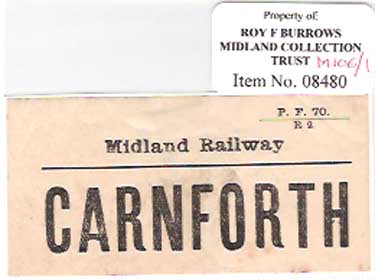 Property of:
ROY F BURROWS
MIDLAND COLLECTION
TRUST M106/1
Item No. 08480
P. F. 70.
R 2
Midland Railway
CARNFORTH